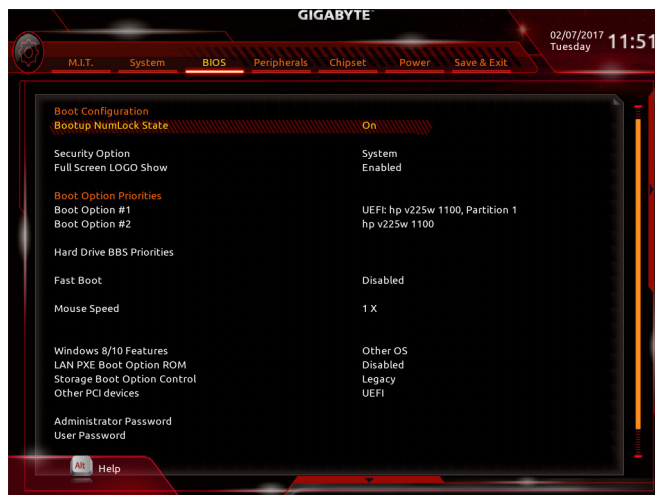 GIGABYTE
02/07/2017
Tuesday
11:51
M.I.T. System BIOS Peripherals Chipset Power Save & Exit
Boot Configuration
Bootup NumLock State On
Security Option System
Full Screen LOGO Show Enabled
Boot Option Priorities
Boot Option #1 UEFI: hp v225w 1100, Partition 1
Boot Option #2 hp v225w 1100
Hard Drive BBS Priorities
Fast Boot Disabled
Mouse Speed 1 X
Windows 8/10 Features Other OS
LAN PXE Boot Option ROM Disabled
Storage Boot Option Control Legacy
Other PCI devices UEFI
Administrator Password
User Password
Alt Help